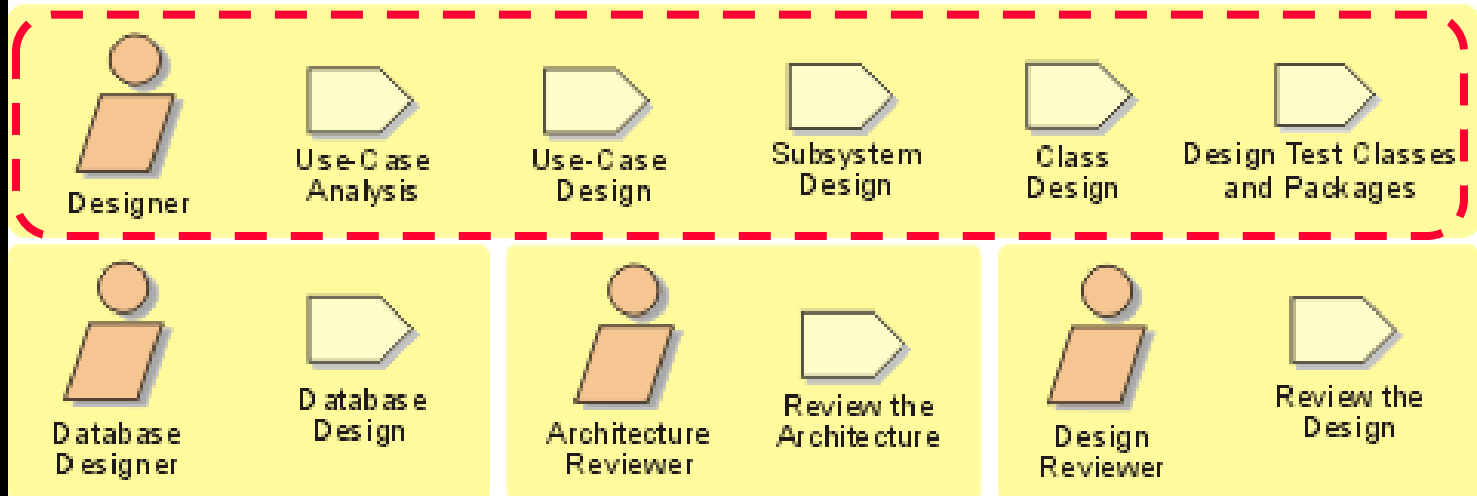 Designer
Use-Case
Analysis
Use-Case
Design
Subsystem
Design
Class
Design
Design Test Classes
and Packages
Database
Designer
Database
Design
Architecture
Reviewer
Review the
Architecture
Design
Reviewer
Review the
Design